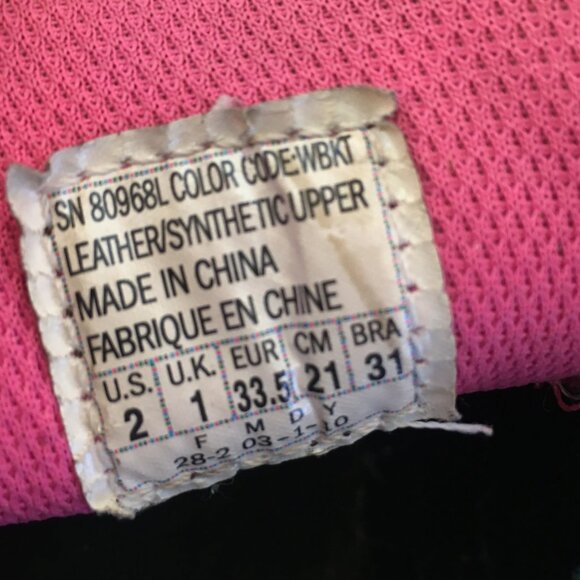 SN 80968L COLOR CODE:WBKT
LEATHER/SYNTHETIC UPPER
MADE IN CHINA
FABRIQUE EN CHINE
U.S. U.K. EUR CM BRA
2 1 33.5 21 31
F M D Y
28-2 03-1-10